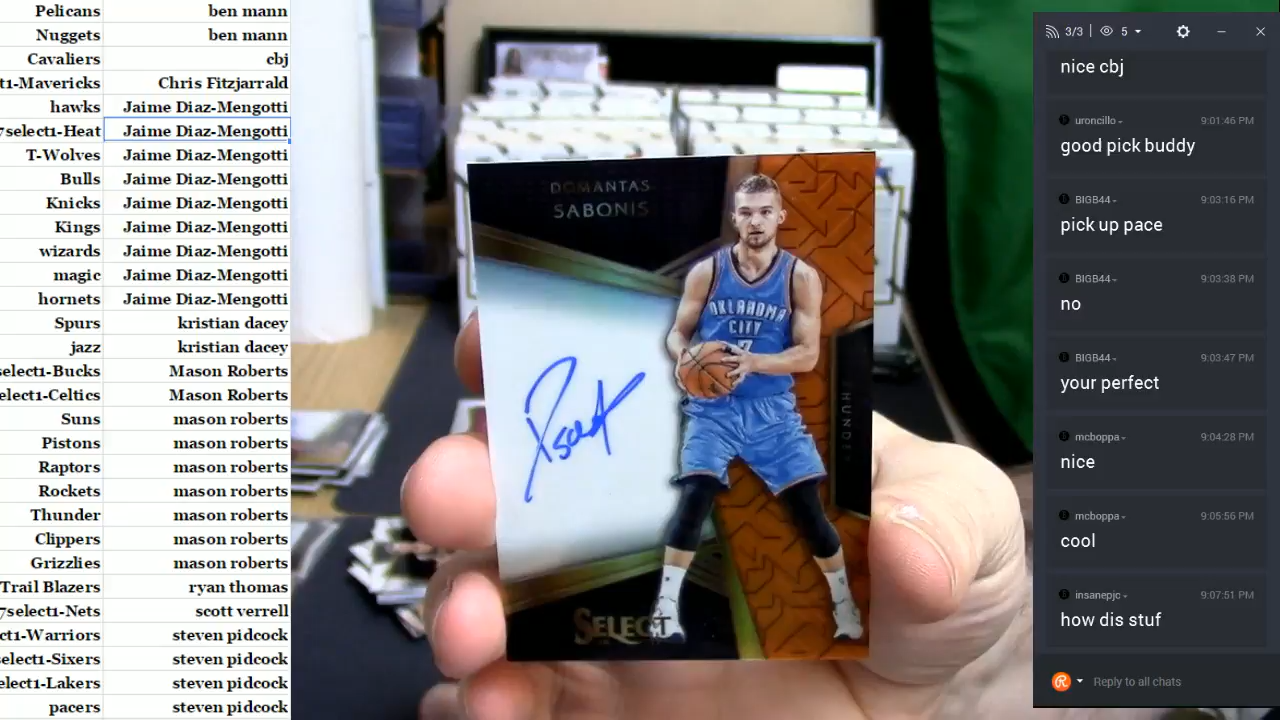 Pelicans ben mann
Nuggets ben mann
Cavaliers cbj
t1-Mavericks Chris Fitzjarrald
hawks Jaime Diaz-Mengotti
7select1-Heat Jaime Diaz-Mengotti
T-Wolves Jaime Diaz-Mengotti
Bulls Jaime Diaz-Mengotti
Knicks Jaime Diaz-Mengotti
Kings Jaime Diaz-Mengotti
wizards Jaime Diaz-Mengotti
magic Jaime Diaz-Mengotti
hornets Jaime Diaz-Mengotti
Spurs kristian dacey
jazz kristian dacey
select1-Bucks Mason Roberts
elect1-Celtics Mason Roberts
Suns mason roberts
Pistons mason roberts
Raptors mason roberts
Rockets mason roberts
Thunder mason roberts
Clippers mason roberts
Grizzlies mason roberts
Trail Blazers ryan thomas
7select1-Nets scott verrell
ct1-Warriors steven pidcock
select1-Sixers steven pidcock
elect1-Lakers steven pidcock
pacers steven pidcock
DOMANTAS
SABONIS
OKLAHOMA
CITY
THUNDER
SELECT
3/3 5
nice cbj
uroncillo 9:01:46 PM
good pick buddy
BIGB44 9:03:16 PM
pick up pace
BIGB44 9:03:38 PM
no
BIGB44 9:03:47 PM
your perfect
mcboppa 9:04:28 PM
nice
mcboppa 9:05:56 PM
cool
insanepjc 9:07:51 PM
how dis stuf
Reply to all chats